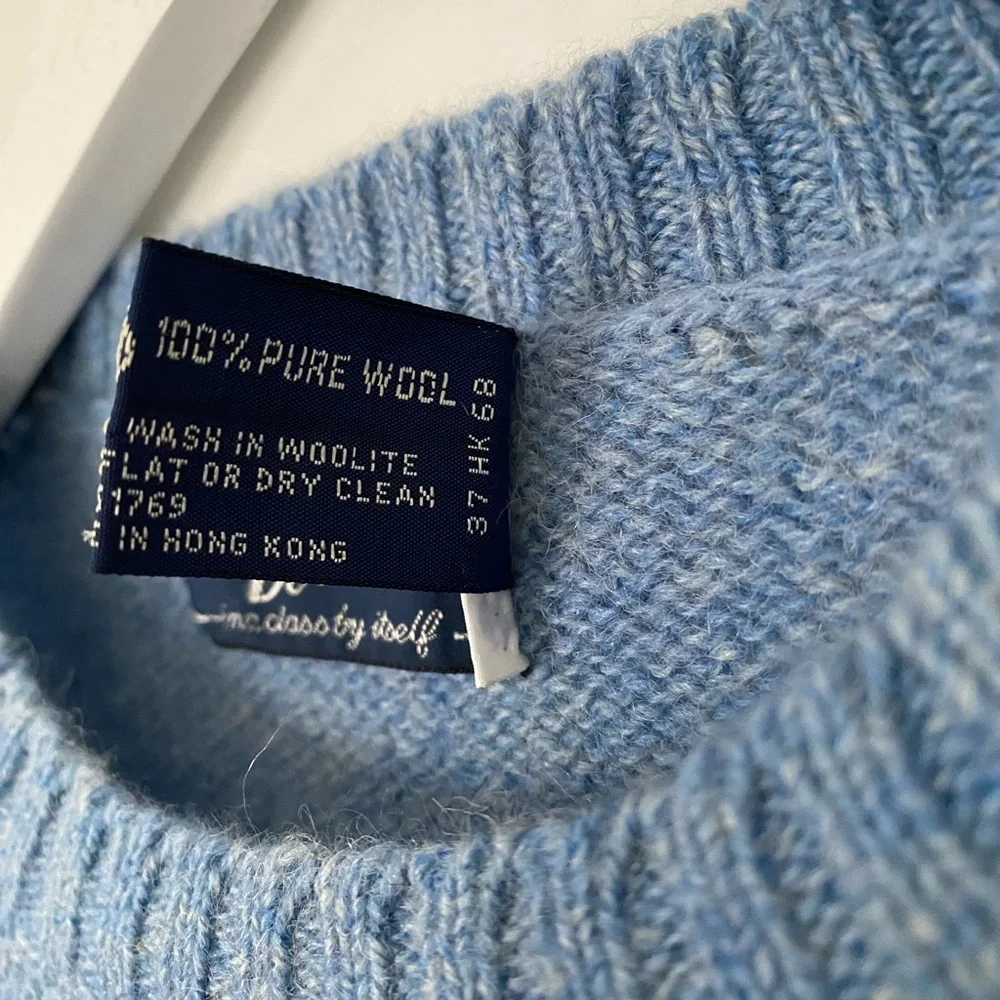 100% PURE WOOL
WASH IN WOOLITE
FLAT OR DRY CLEAN
1769
IN HONG KONG
37 HK 68
in a class by itself